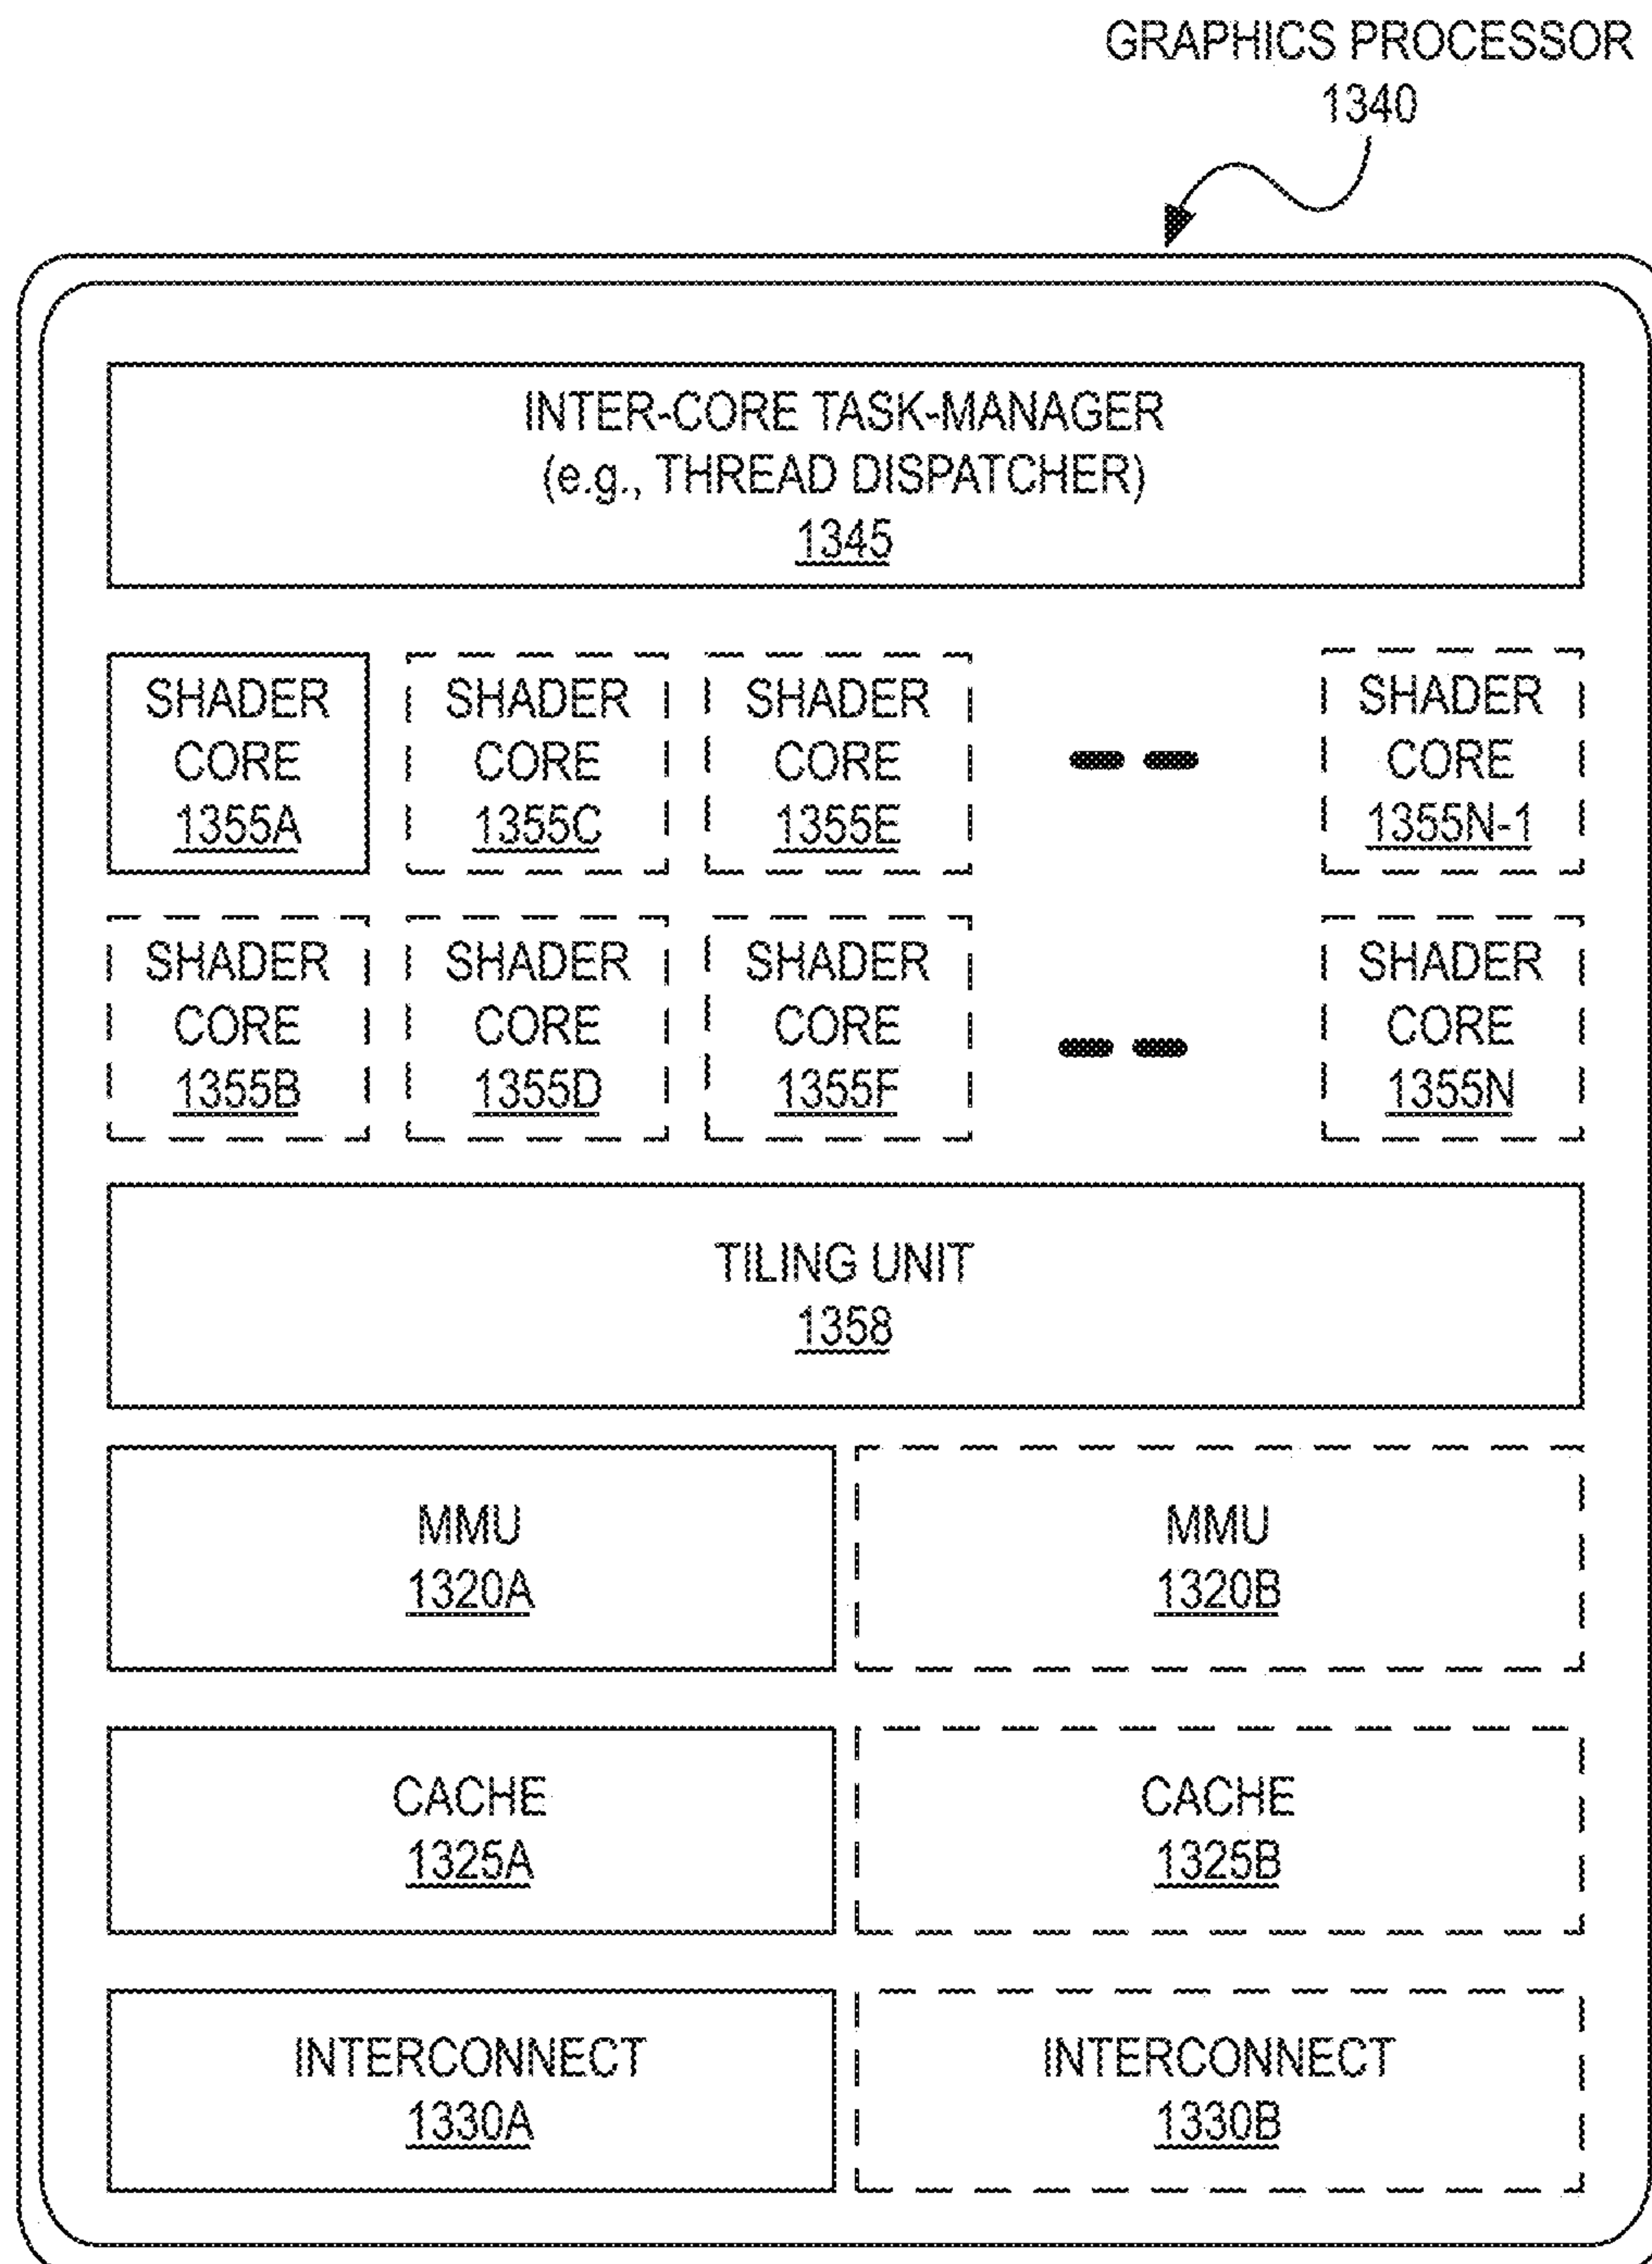 GRAPHICS PROCESSOR
1340
INTER-CORE TASK-MANAGER
(e.g., THREAD DISPATCHER)
1345
SHADER
CORE
1355A
SHADER
CORE
1355C
SHADER
CORE
1355E
SHADER
CORE
1355N-1
SHADER
CORE
1355B
SHADER
CORE
1355D
SHADER
CORE
1355F
SHADER
CORE
1355N
TILING UNIT
1358
MMU
1320A
MMU
1320B
CACHE
1325A
CACHE
1325B
INTERCONNECT
1330A
INTERCONNECT
1330B